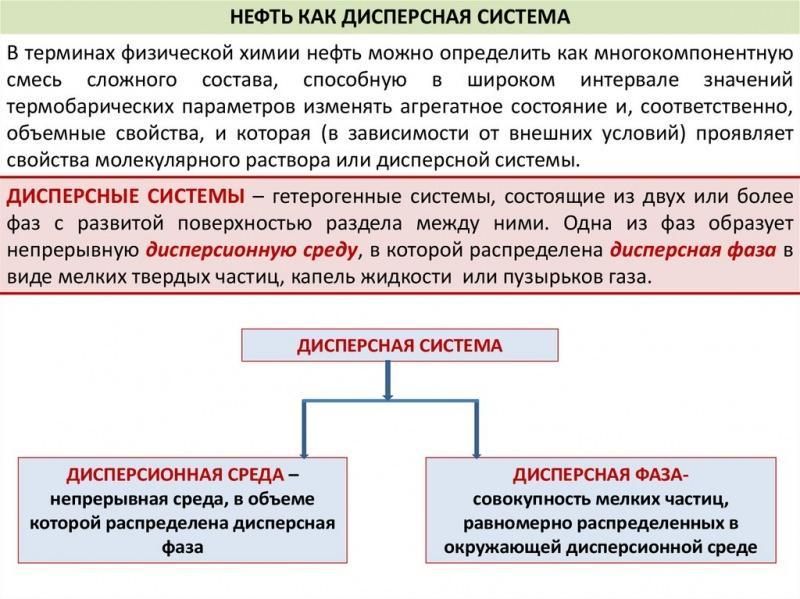 НЕФТЬ КАК ДИСПЕРСНАЯ СИСТЕМА
В терминах физической химии нефть можно определить как многокомпонентную
смесь сложного состава, способную в широком интервале значений
термобарических параметров изменять агрегатное состояние и, соответственно,
объемные свойства, и которая (в зависимости от внешних условий) проявляет
свойства молекулярного раствора или дисперсной системы.
ДИСПЕРСНЫЕ СИСТЕМЫ – гетерогенные системы, состоящие из двух или более
фаз с развитой поверхностью раздела между ними. Одна из фаз образует
непрерывную дисперсионную среду, в которой распределена дисперсная фаза в
виде мелких твердых частиц, капель жидкости или пузырьков газа.
ДИСПЕРСНАЯ СИСТЕМА
ДИСПЕРСИОННАЯ СРЕДА –
непрерывная среда, в объеме
которой распределена дисперсная
фаза
ДИСПЕРСНАЯ ФАЗА-
совокупность мелких частиц,
равномерно распределенных в
окружающей дисперсионной среде